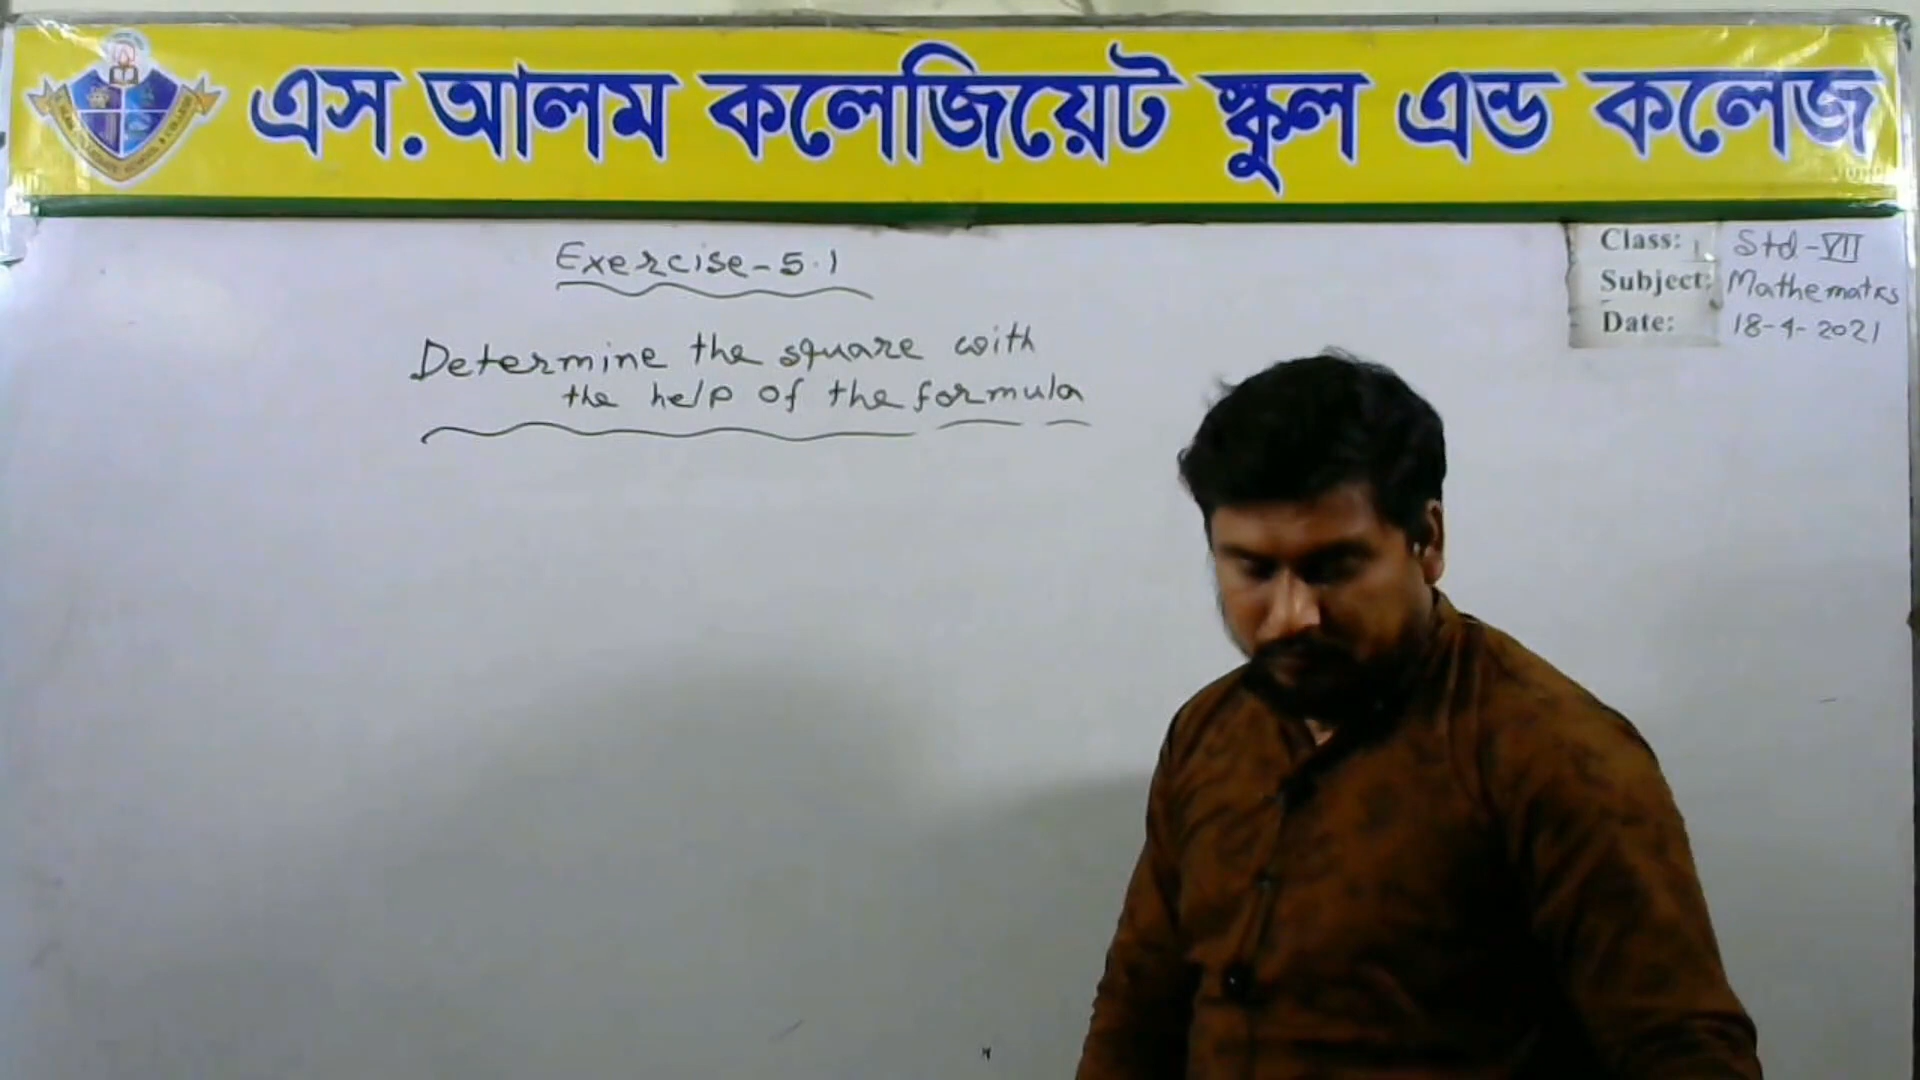 এস.আলম কলেজিয়েট স্কুল এন্ড কলেজ
Class: Std-VII
Subject: Mathematics
Date: 18-4-2021
Exercise-5.1
Determine the square with
the help of the formula